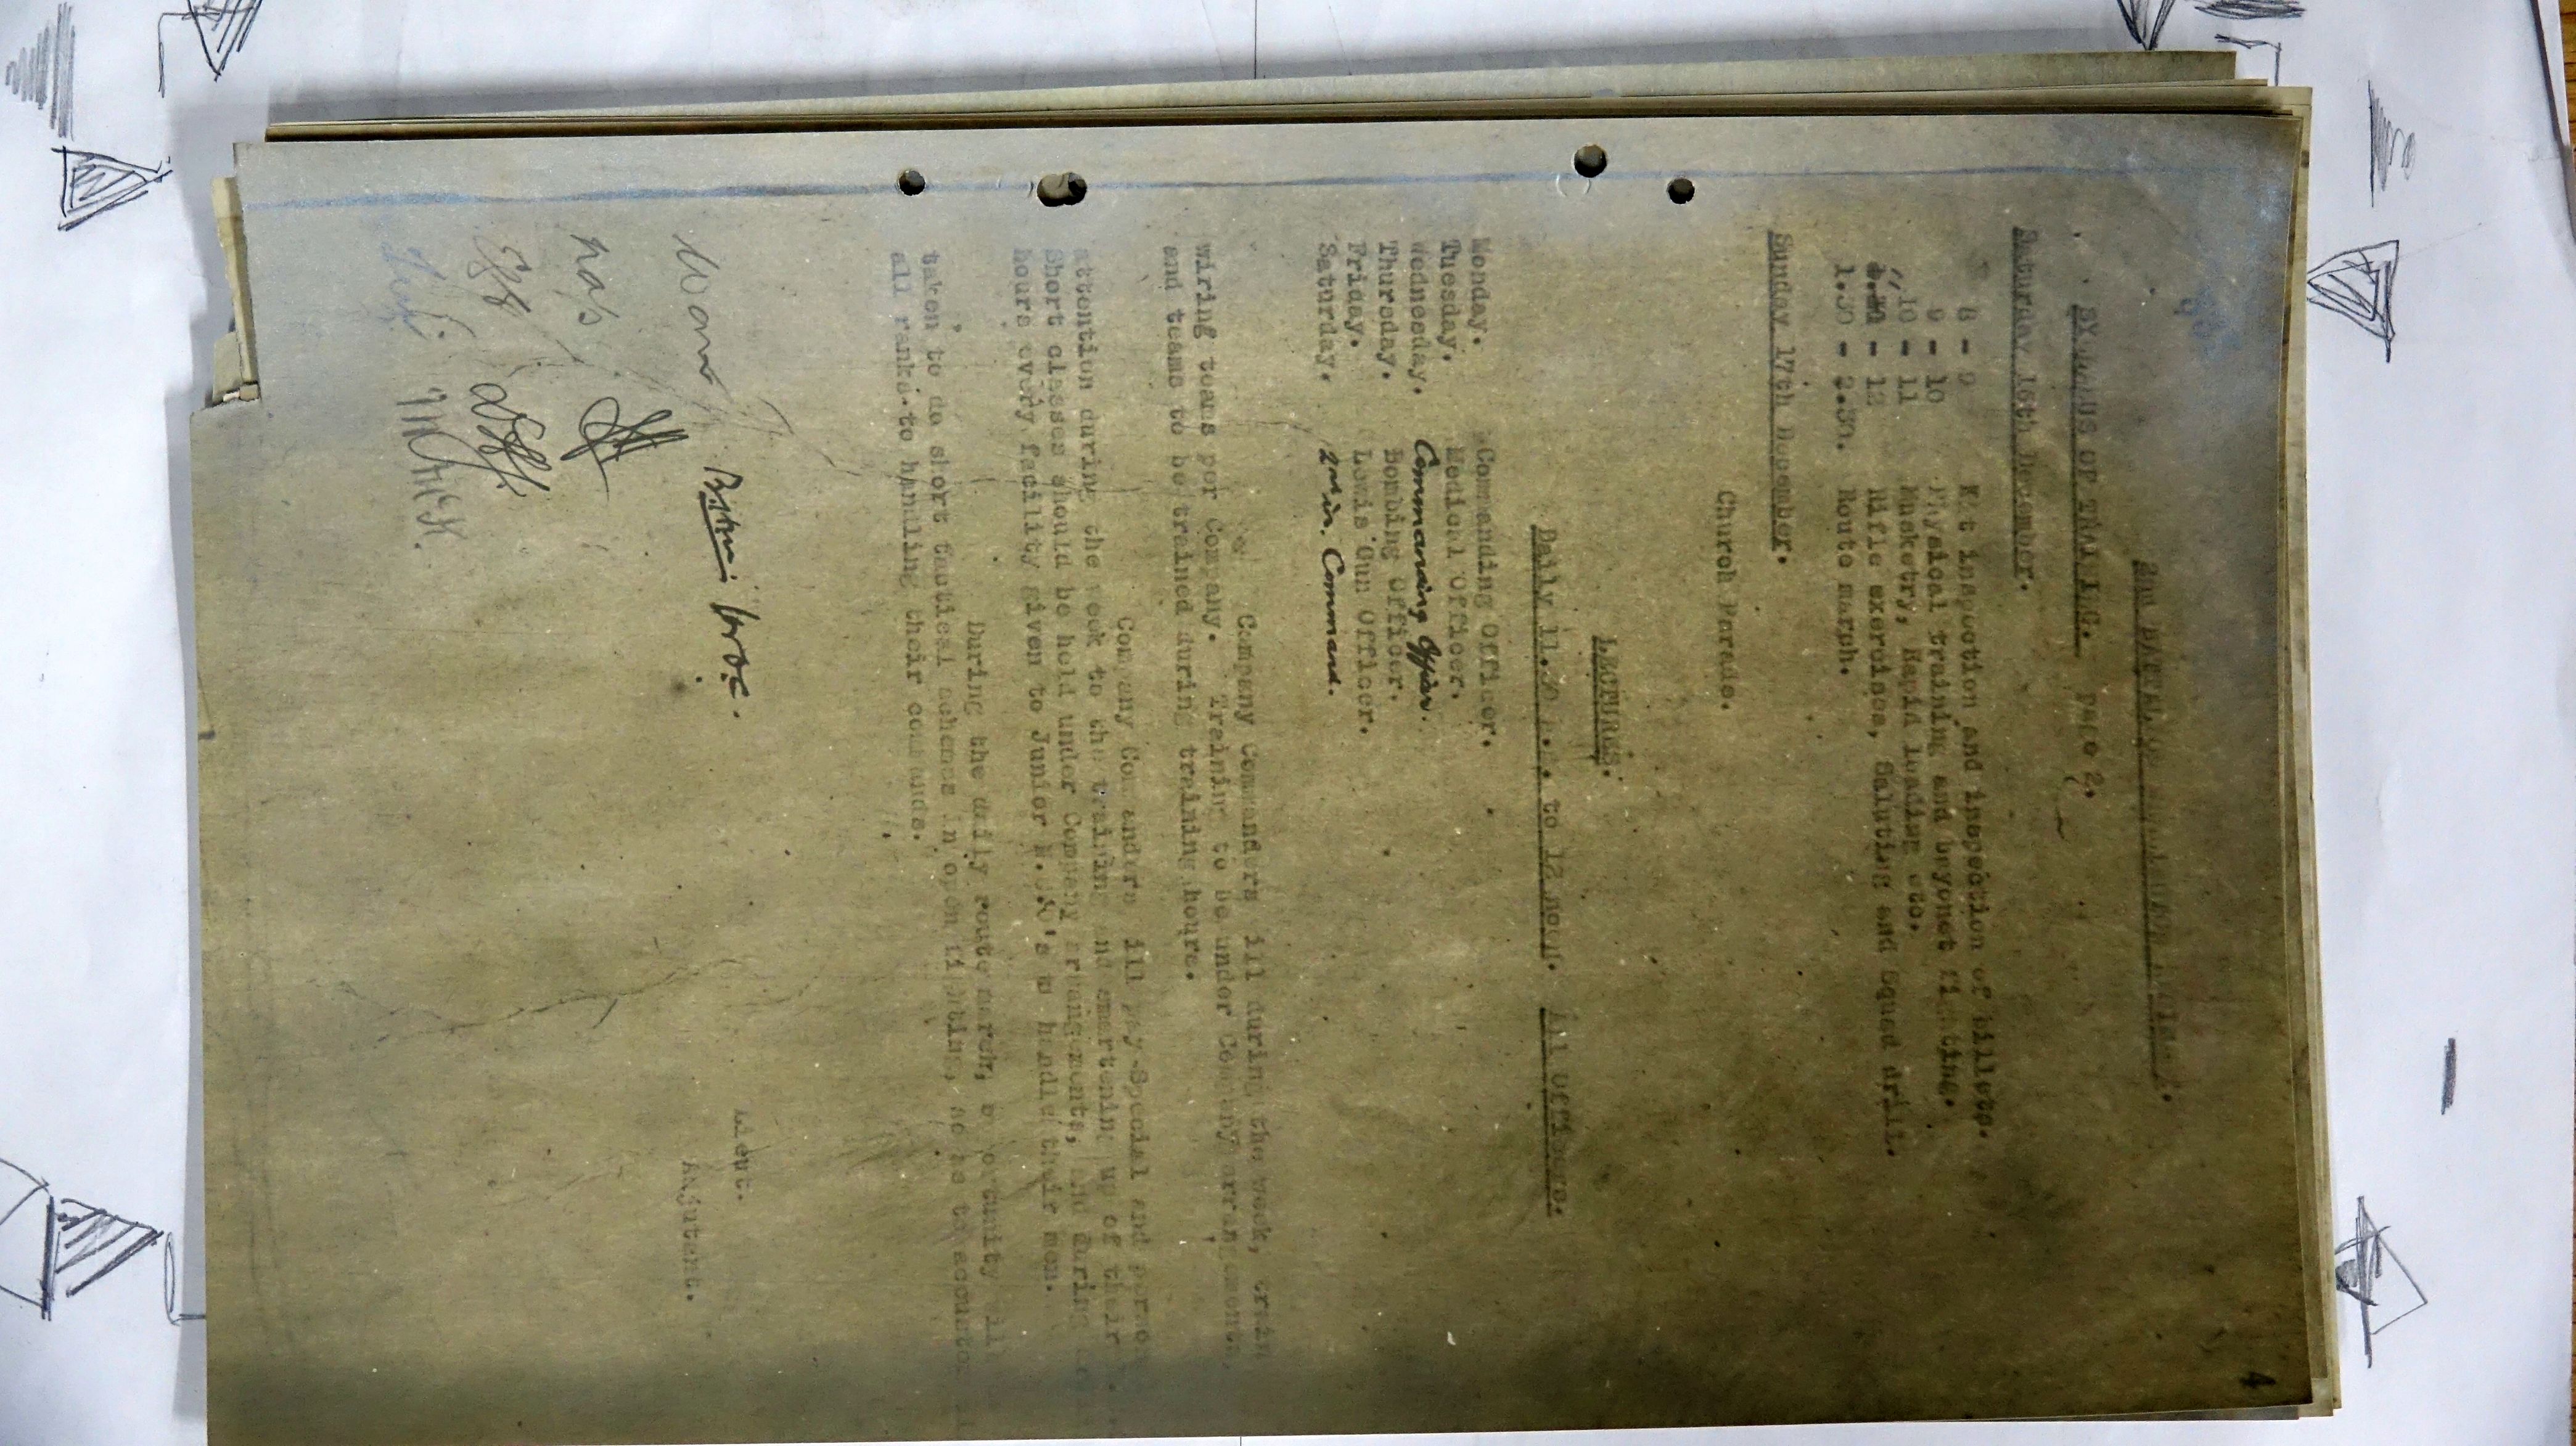 4
2nd BATTALION
SYLLABUS OF TRAINING. page 2.
Saturday 16th December.
8 - 9 Kit inspection and inspection of billets.
9 - 10 Physical training and bayonet fighting.
10 - 11 Musketry, Rapid loading etc.
11 - 12 Rifle exercises, Saluting and Squad drill.
1.30 - 2.30. Route march.
Sunday 17th December.
Church Parade.
LECTURES.
Daily 11.30 a.m. to 12 noon. All Officers.
Monday. Commanding Officer.
Tuesday. Medical Officer.
Wednesday. Commanding Officer.
Thursday. Bombing Officer.
Friday. Lewis Gun Officer.
Saturday. 2nd in Command.
Company Commanders will during the week, train
wiring teams per Company. Training to be under Company arrangements,
and teams to be trained during training hours.
Company Commanders will pay special and
attention during the week to the training and smartening up of their
Short classes should be held under Company arrangements, and during
hours every facility given to Junior N.C.O's to handle their men.
During the daily route march, opportunity will
taken to do short tactical schemes in open fighting, so as to
all ranks to handling their commands.
Lieut.
Adjutant.